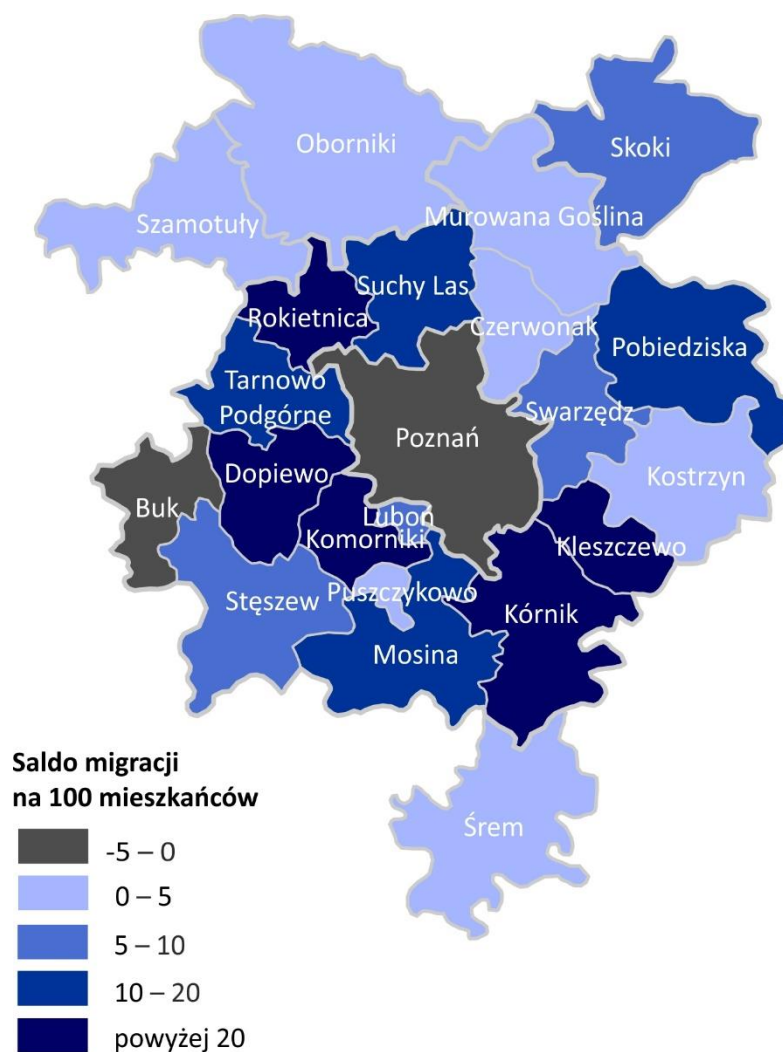 Oborniki
Skoki
Szamotuły
Murowana Goślina
Suchy Las
Rokietnica
Czerwonak
Pobiedziska
Tarnowo
Podgórne
Swarzędz
Poznań
Dopiewo
Kostrzyn
Buk
Luboń
Komorniki
Kleszczewo
Stęszew
Puszczykowo
Kórnik
Mosina
Śrem
Saldo migracji
na 100 mieszkańców
-5 – 0
0 – 5
5 – 10
10 – 20
powyżej 20